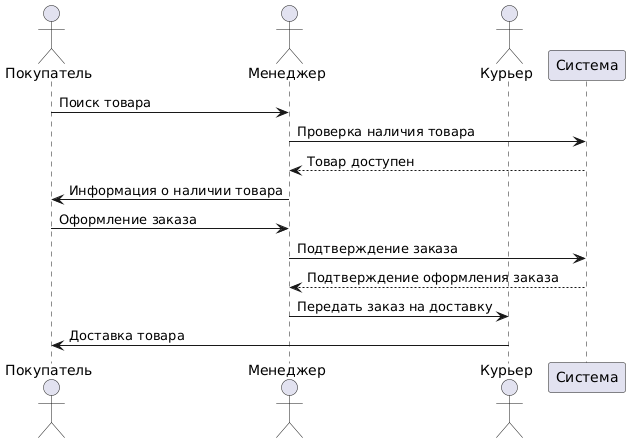 Покупатель
Менеджер
Курьер
Система
Поиск товара
Проверка наличия товара
Товар доступен
Информация о наличии товара
Оформление заказа
Подтверждение заказа
Подтверждение оформления заказа
Передать заказ на доставку
Доставка товара
Покупатель
Менеджер
Курьер
Система